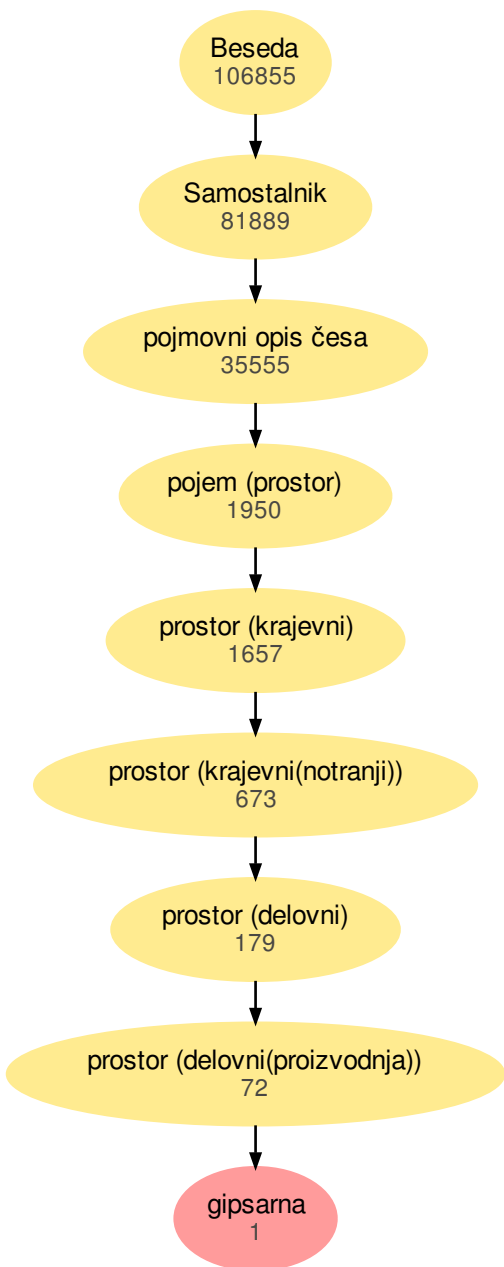 Beseda
106855
Samostalnik
81889
pojmovni opis česa
35555
pojem (prostor)
1950
prostor (krajevni)
1657
prostor (krajevni(notranji))
673
prostor (delovni)
179
prostor (delovni(proizvodnja))
72
gipsarna
1